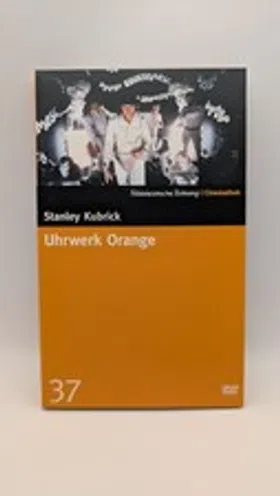 Süddeutsche Zeitung | Cinemathek
Stanley Kubrick
Uhrwerk Orange
37
DVD